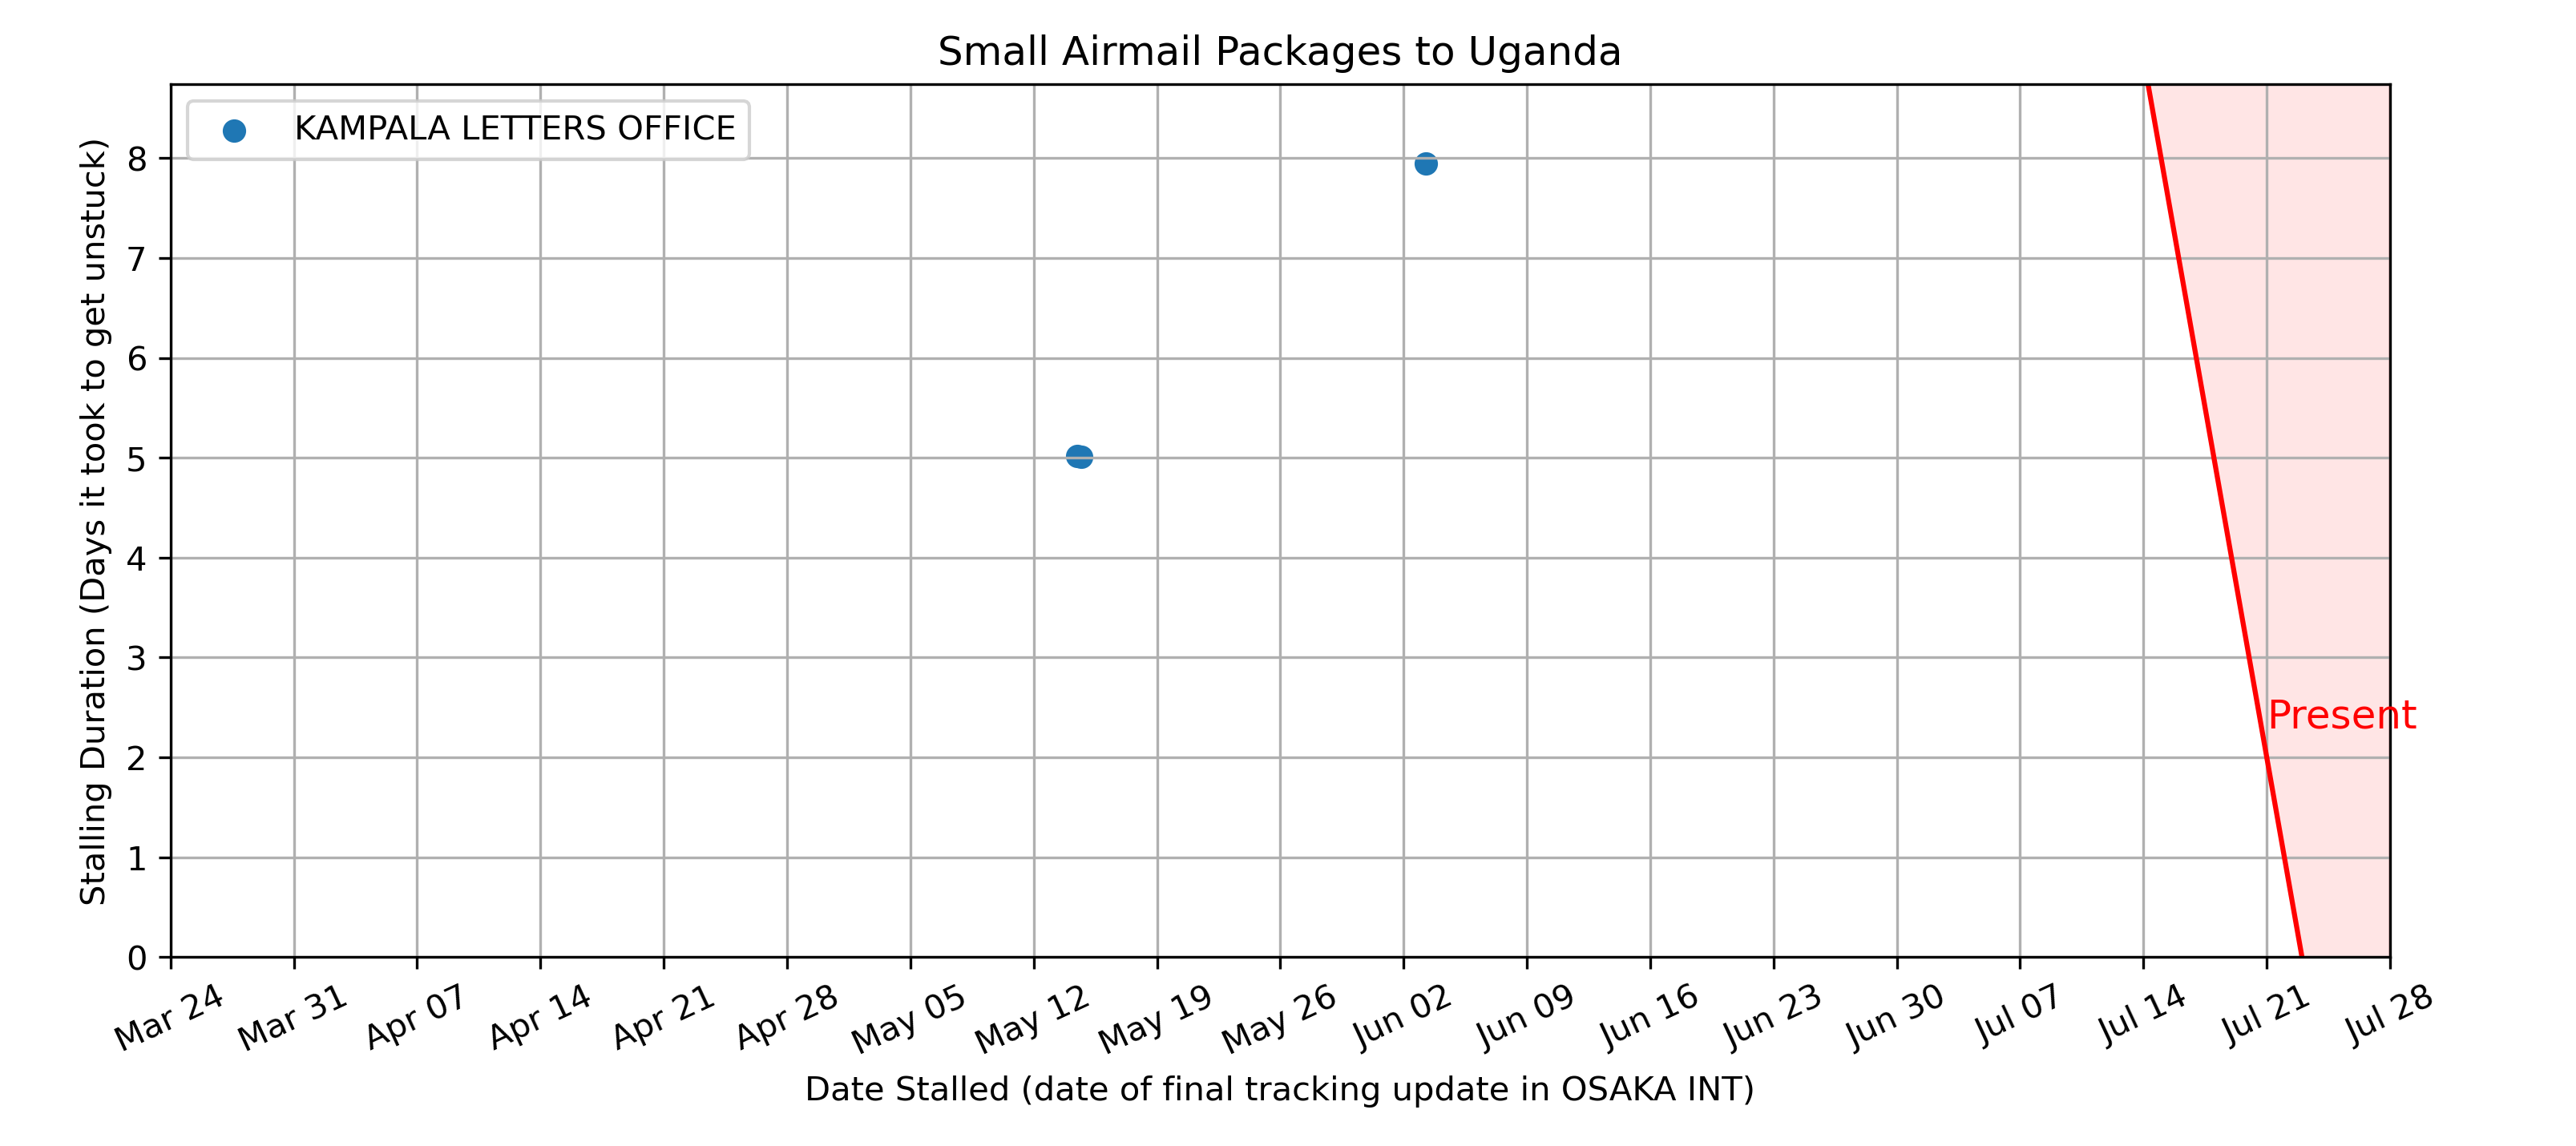 Small Airmail Packages to Uganda
KAMPALA LETTERS OFFICE
Stalling Duration (Days it took to get unstuck)
8
7
6
5
4
3
2
1
0
Present
Mar 24
Mar 31
Apr 07
Apr 14
Apr 21
Apr 28
May 05
May 12
May 19
May 26
Jun 02
Jun 09
Jun 16
Jun 23
Jun 30
Jul 07
Jul 14
Jul 21
Jul 28
Date Stalled (date of final tracking update in OSAKA INT)